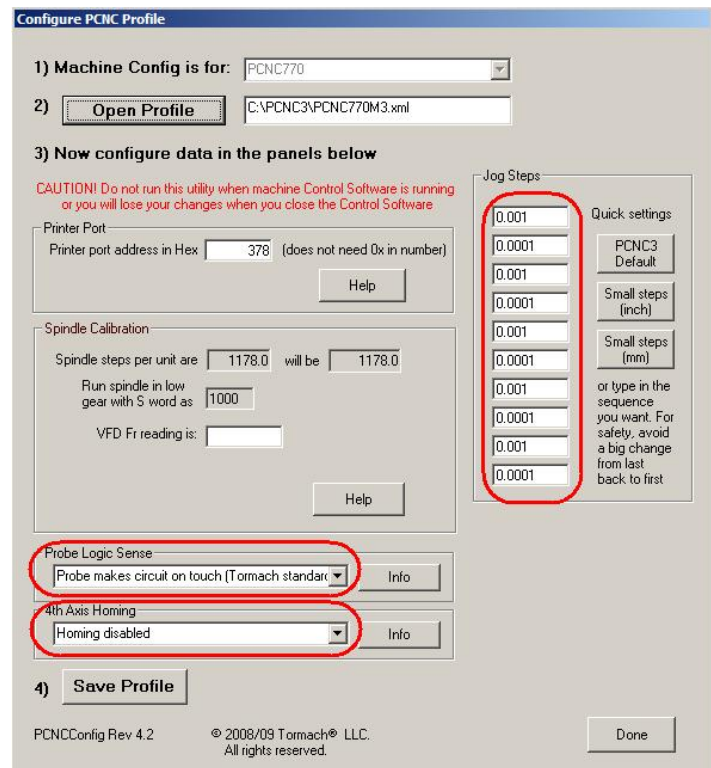 Configure PCNC Profile
1) Machine Config is for: PCNC770
2) Open Profile C:\PCNC3\PCNC770M3.xml
3) Now configure data in the panels below
CAUTION! Do not run this utility when machine Control Software is running
or you will lose your changes when you close the Control Software
Printer Port
Printer port address in Hex 378 (does not need 0x in number)
Help
Spindle Calibration
Spindle steps per unit are 1178.0 will be 1178.0
Run spindle in low
gear with S word as 1000
VFD Fr reading is:
Help
Probe Logic Sense
Probe makes circuit on touch (Tormach standard Info
4th Axis Homing
Homing disabled Info
4) Save Profile
PCNCConfig Rev 4.2 © 2008/09 Tormach® LLC.
All rights reserved.
Jog Steps
0.001
0.0001
0.001
0.0001
0.001
0.0001
0.001
0.0001
0.001
0.0001
Quick settings
PCNC3
Default
Small steps
(inch)
Small steps
(mm)
or type in the
sequence
you want. For
safety, avoid
a big change
from last
back to first
Done